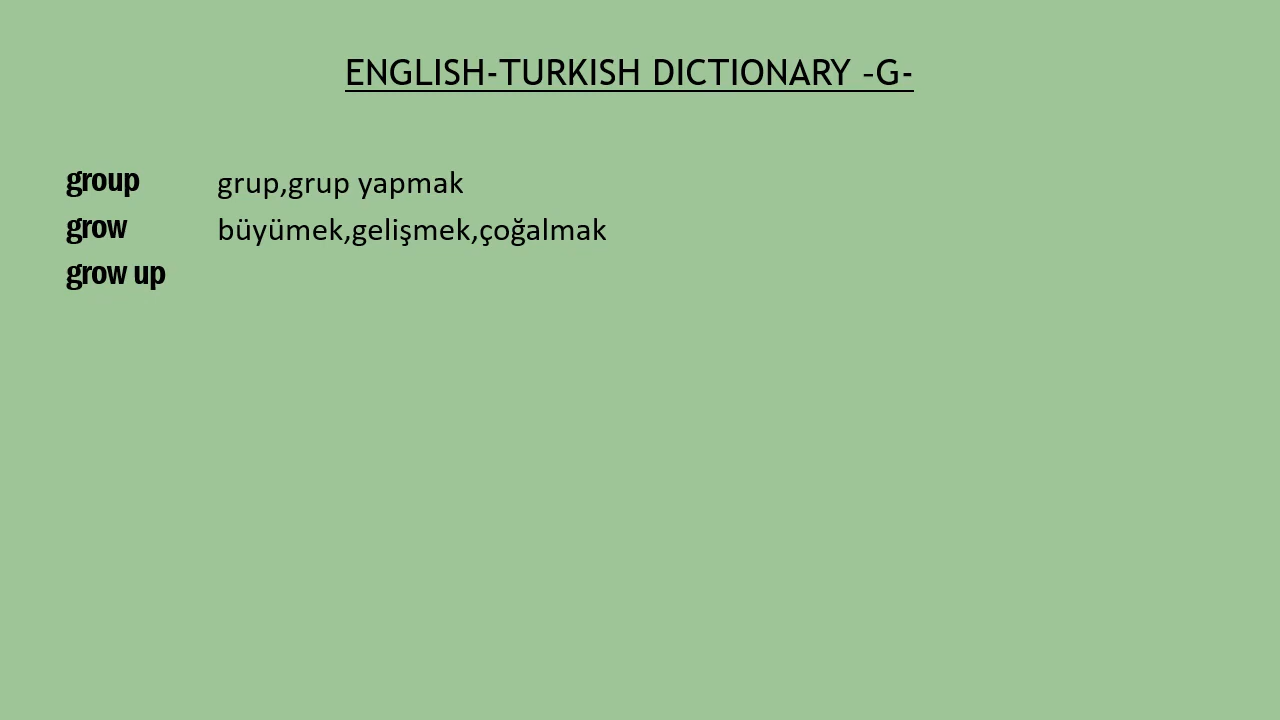 ENGLISH-TURKISH DICTIONARY –G-
group grup,grup yapmak
grow büyümek,gelişmek,çoğalmak
grow up